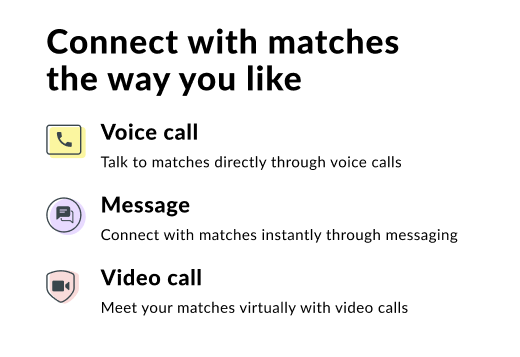 Connect with matches
the way you like
Voice call
Talk to matches directly through voice calls
Message
Connect with matches instantly through messaging
Video call
Meet your matches virtually with video calls